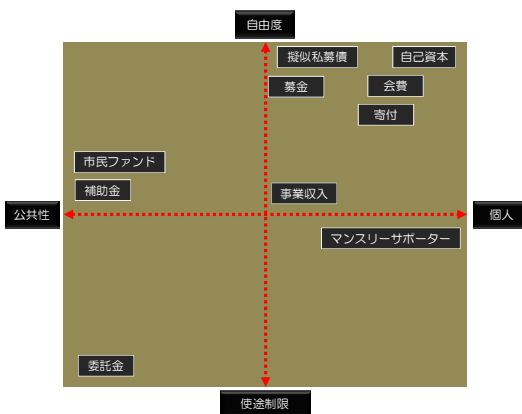 自由度
擬似私募債
自己資本
募金
会費
寄付
市民ファンド
補助金
事業収入
公共性
個人
マンスリーサポーター
委託金
使途制限